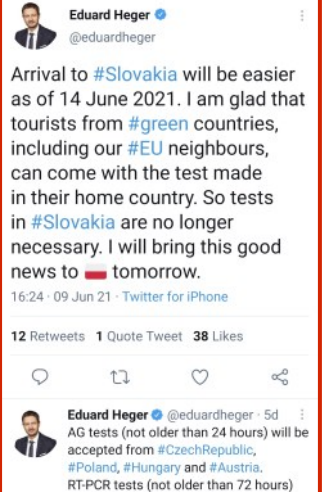 Eduard Heger
@eduardheger
Arrival to #Slovakia will be easier
as of 14 June 2021. I am glad that
tourists from #green countries,
including our #EU neighbours,
can come with the test made
in their home country. So tests
in #Slovakia are no longer
necessary. I will bring this good
news to 🇵🇱 tomorrow.
16:24 · 09 Jun 21 · Twitter for iPhone
12 Retweets 1 Quote Tweet 38 Likes
Eduard Heger @eduardheger · 5d
AG tests (not older than 24 hours) will be
accepted from #CzechRepublic,
#Poland, #Hungary and #Austria.
RT-PCR tests (not older than 72 hours)